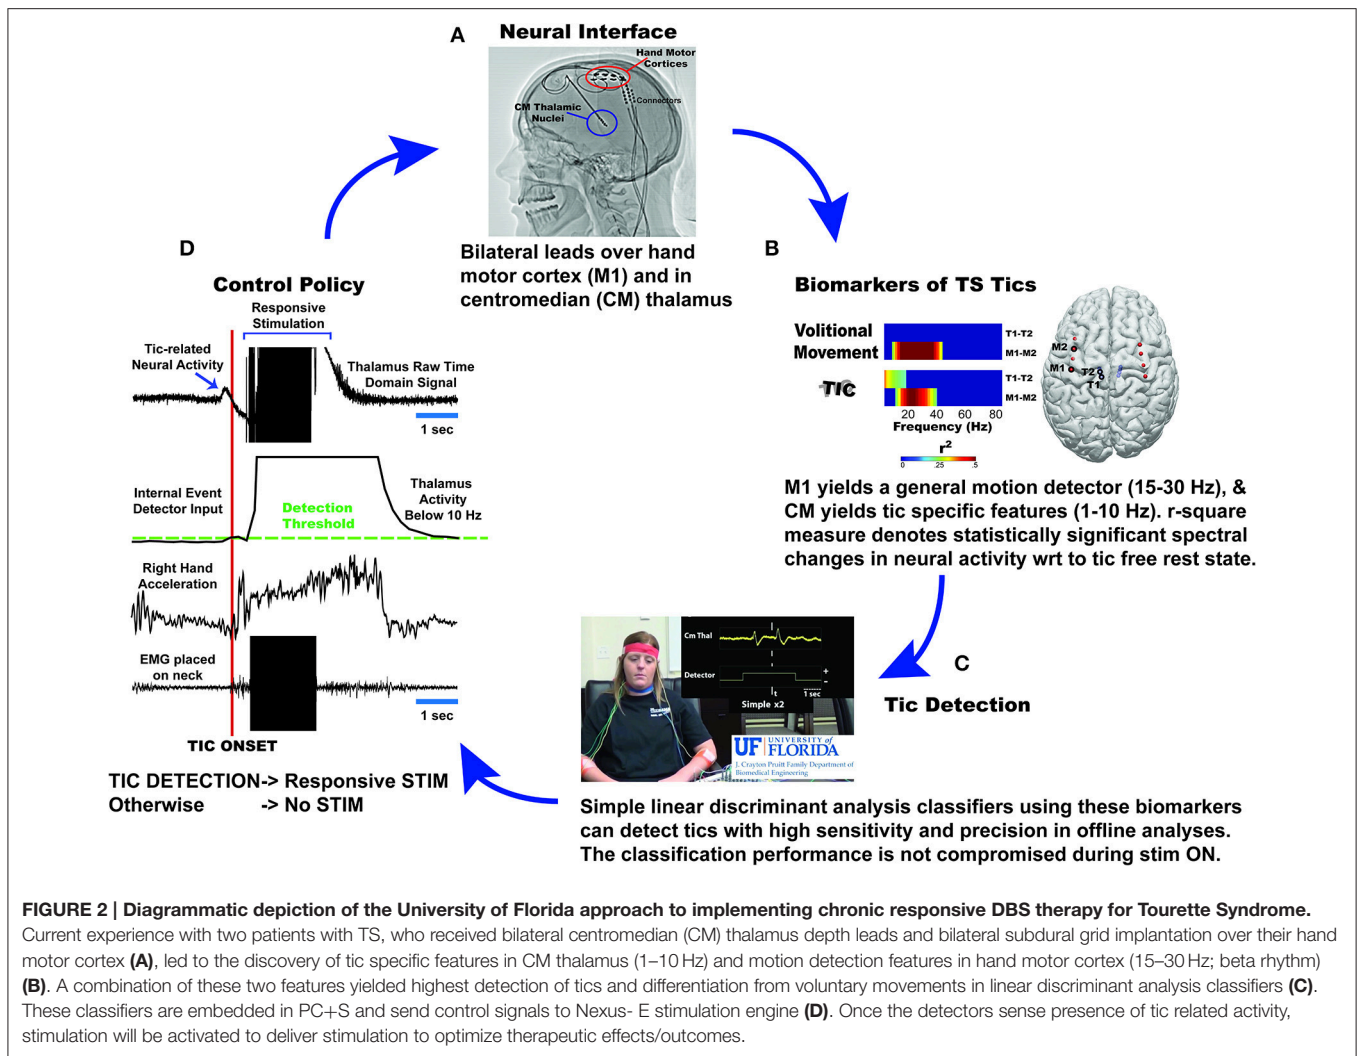 A
Neural Interface
Hand Motor
Cortices
Connectors
CM Thalamic
Nuclei
Bilateral leads over hand
motor cortex (M1) and in
centromedian (CM) thalamus
B
Biomarkers of TS Tics
Volitional
Movement
T1-T2
M1-M2
TIC
T1-T2
M1-M2
20 40 60 80
Frequency (Hz)
r2
0 .25 .5
M2
M1
T2
T1
M1 yields a general motion detector (15-30 Hz), &
CM yields tic specific features (1-10 Hz). r-square
measure denotes statistically significant spectral
changes in neural activity wrt to tic free rest state.
C
Tic Detection
Cm Thal
Detector
+
-
t
1 sec
Simple x2
UF UNIVERSITY of
FLORIDA
J. Crayton Pruitt Family Department of
Biomedical Engineering
Simple linear discriminant analysis classifiers using these biomarkers
can detect tics with high sensitivity and precision in offline analyses.
The classification performance is not compromised during stim ON.
D
Control Policy
Responsive
Stimulation
Tic-related
Neural Activity
Thalamus Raw Time
Domain Signal
1 sec
Internal Event
Detector Input
Detection
Threshold
Thalamus
Activity
Below 10 Hz
Right Hand
Acceleration
EMG placed
on neck
1 sec
TIC ONSET
TIC DETECTION-> Responsive STIM
Otherwise -> No STIM
FIGURE 2 | Diagrammatic depiction of the University of Florida approach to implementing chronic responsive DBS therapy for Tourette Syndrome.
Current experience with two patients with TS, who received bilateral centromedian (CM) thalamus depth leads and bilateral subdural grid implantation over their hand
motor cortex (A), led to the discovery of tic specific features in CM thalamus (1–10 Hz) and motion detection features in hand motor cortex (15–30 Hz; beta rhythm)
(B). A combination of these two features yielded highest detection of tics and differentiation from voluntary movements in linear discriminant analysis classifiers (C).
These classifiers are embedded in PC+S and send control signals to Nexus- E stimulation engine (D). Once the detectors sense presence of tic related activity,
stimulation will be activated to deliver stimulation to optimize therapeutic effects/outcomes.